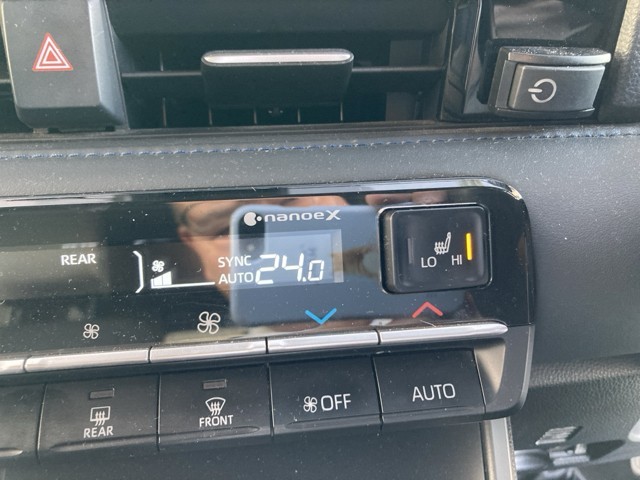 nanoeX
REAR
SYNC
AUTO 24.0
LO HI
REAR
FRONT
OFF
AUTO